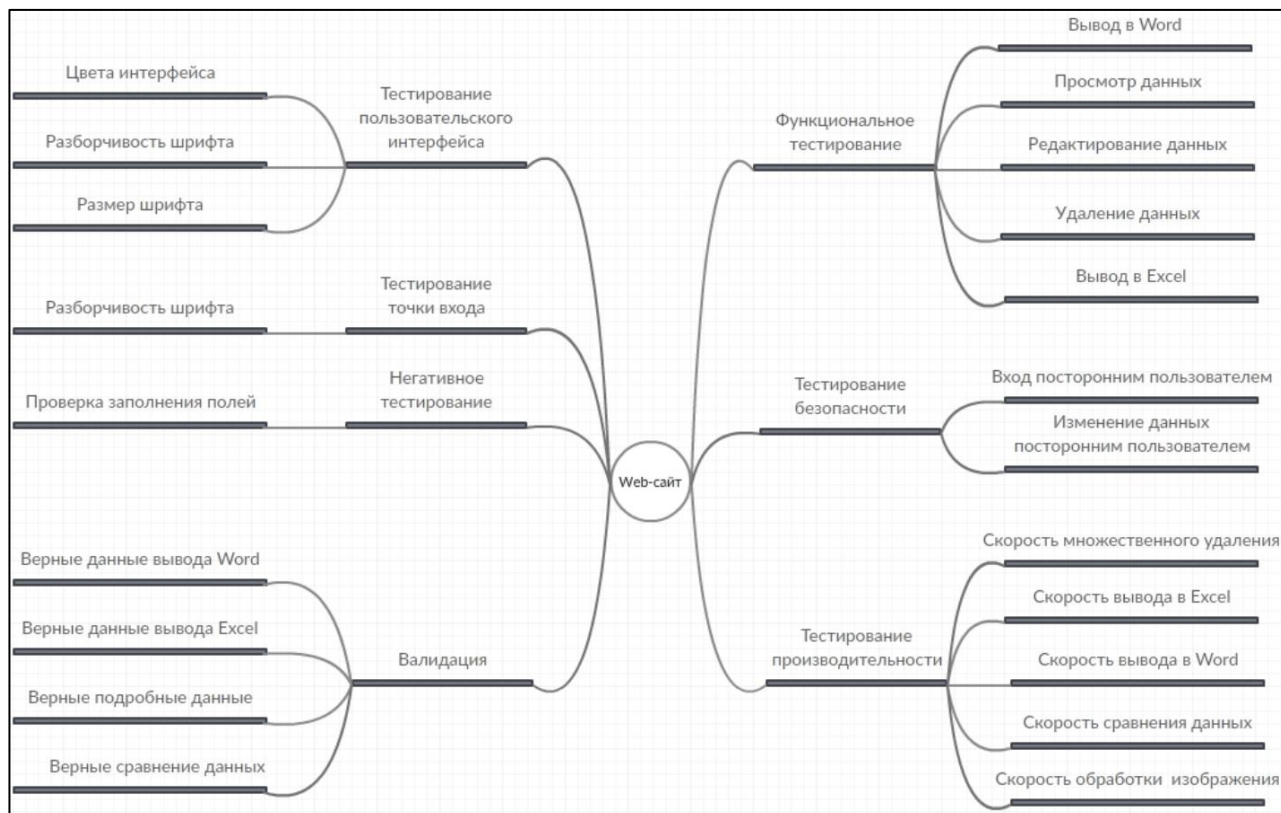 Цвета интерфейса
Разборчивость шрифта
Размер шрифта
Тестирование
пользовательского
интерфейса
Разборчивость шрифта
Тестирование
точки входа
Проверка заполнения полей
Негативное
тестирование
Верные данные вывода Word
Верные данные вывода Excel
Верные подробные данные
Верные сравнение данных
Валидация
Web-сайт
Функциональное
тестирование
Вывод в Word
Просмотр данных
Редактирование данных
Удаление данных
Вывод в Excel
Тестирование
безопасности
Вход посторонним пользователем
Изменение данных
посторонним пользователем
Тестирование
производительности
Скорость множественного удаления
Скорость вывода в Excel
Скорость вывода в Word
Скорость сравнения данных
Скорость обработки изображения